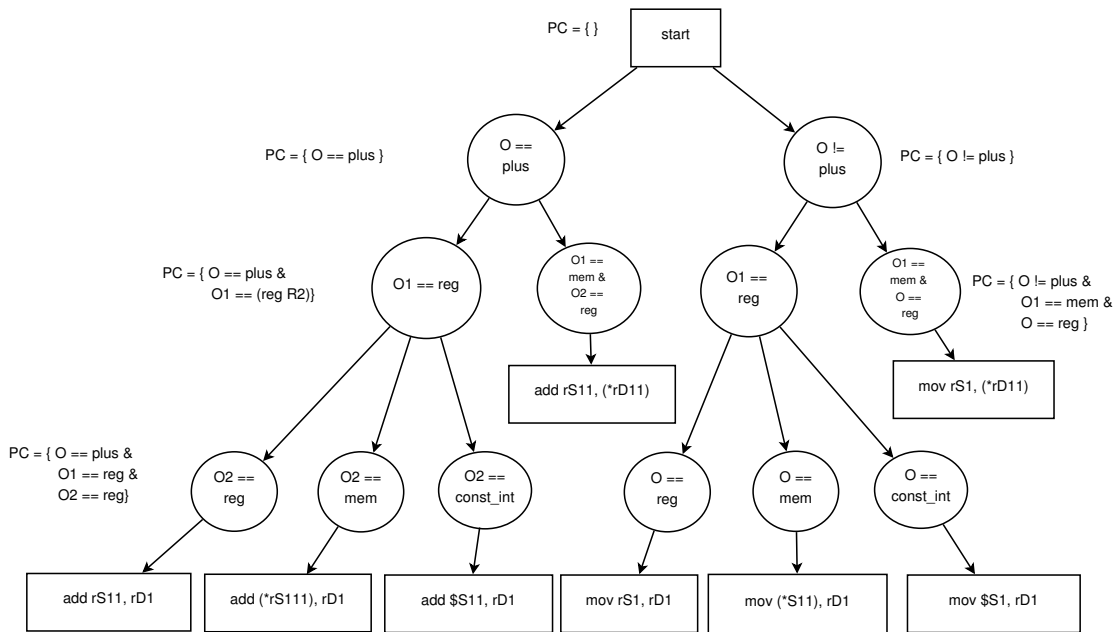 PC = { }
start
PC = { O == plus }
O ==
plus
O !=
plus
PC = { O != plus }
PC = { O == plus &
O1 == (reg R2)}
O1 == reg
O1 ==
mem &
O2 ==
reg
O1 ==
reg
O1 ==
mem &
O ==
reg
PC = { O != plus &
O1 == mem &
O == reg }
add rS11, (*rD11)
mov rS1, (*rD11)
PC = { O == plus &
O1 == reg &
O2 == reg}
O2 ==
reg
O2 ==
mem
O2 ==
const_int
O ==
reg
O ==
mem
O ==
const_int
add rS11, rD1
add (*rS111), rD1
add $S11, rD1
mov rS1, rD1
mov (*S11), rD1
mov $S1, rD1